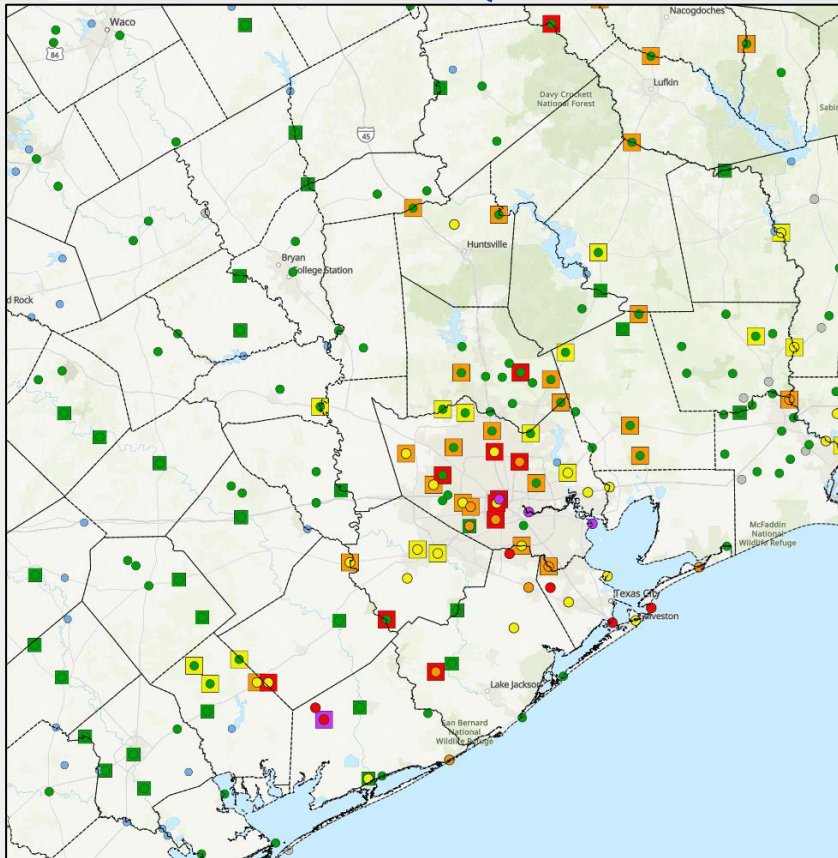 Nacogdoches
Waco
84
Lufkin
Davy Crockett
National Forest
45
Huntsville
Bryan
College Station
d Rock
McFaddin
National
Wildlife Refuge
Texas City
Galveston
Lake Jackson
San Bernard
National
Wildlife Refuge